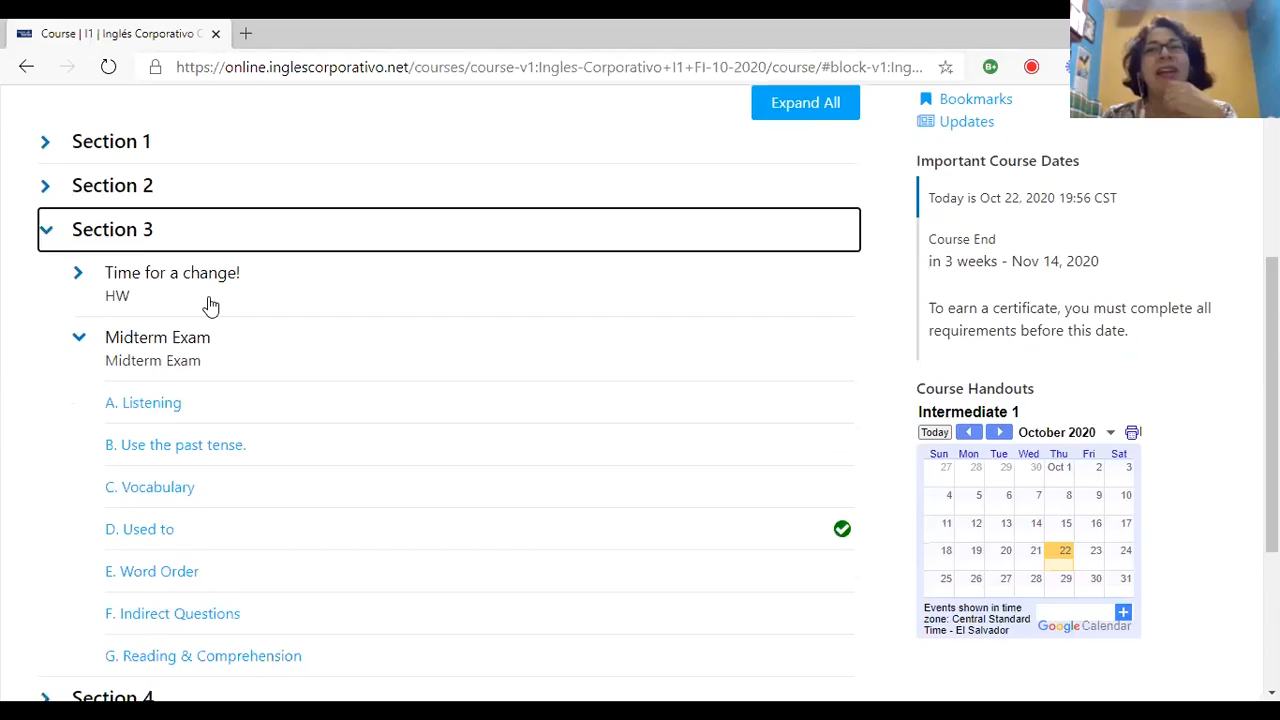 Course | I1 | Inglés Corporativo C
https://online.inglescorporativo.net/courses/course-v1:Ingles-Corporativo+I1+FI-10-2020/course/#block-v1:Ing...
Expand All
Section 1
Section 2
Section 3
Time for a change!
HW
Midterm Exam
Midterm Exam
A. Listening
B. Use the past tense.
C. Vocabulary
D. Used to
E. Word Order
F. Indirect Questions
G. Reading & Comprehension
Section 4
Bookmarks
Updates
Important Course Dates
Today is Oct 22, 2020 19:56 CST
Course End
in 3 weeks - Nov 14, 2020
To earn a certificate, you must complete all
requirements before this date.
Course Handouts
Intermediate 1
Today October 2020
Sun Mon Tue Wed Thu Fri Sat
27 28 29 30 Oct 1 2 3
4 5 6 7 8 9 10
11 12 13 14 15 16 17
18 19 20 21 22 23 24
25 26 27 28 29 30 31
Events shown in time
zone: Central Standard
Time - El Salvador
Google Calendar